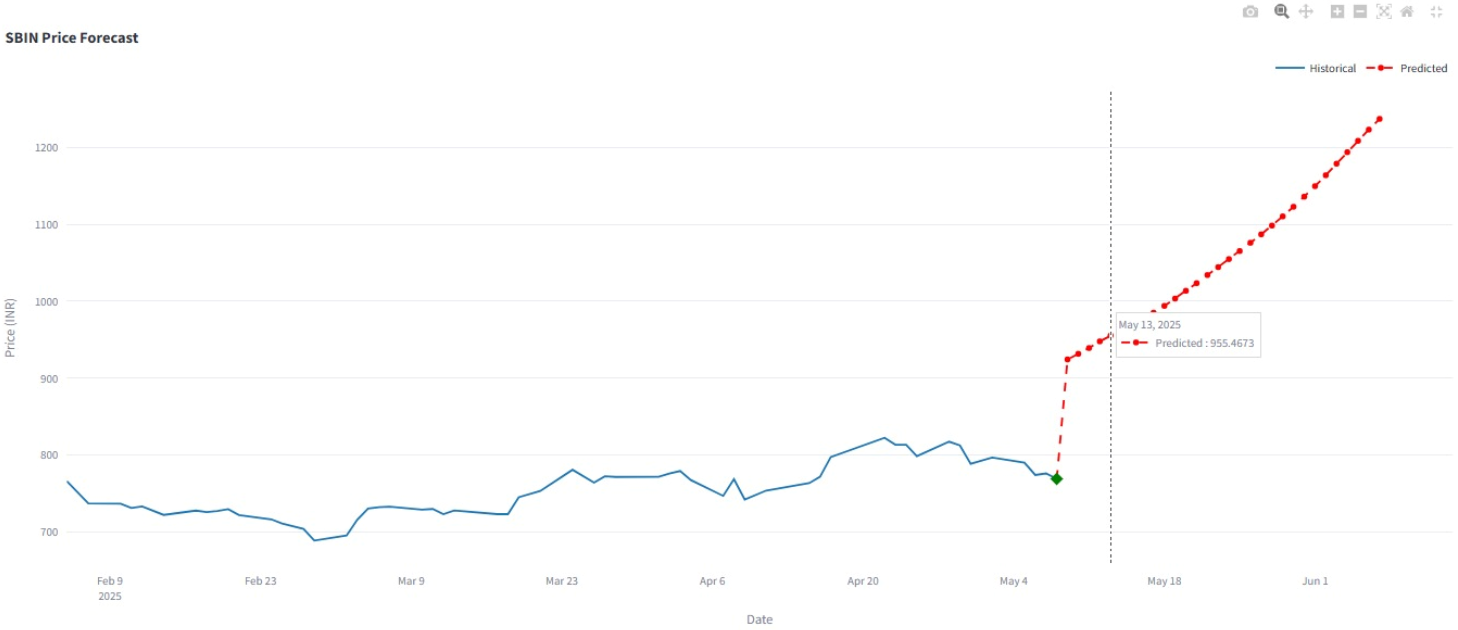 SBIN Price Forecast
Historical Predicted
1200
1100
1000
900
800
700
Price (INR)
May 13, 2025
Predicted : 955.4673
Feb 9 Feb 23 Mar 9 Mar 23 Apr 6 Apr 20 May 4 May 18 Jun 1
2025
Date